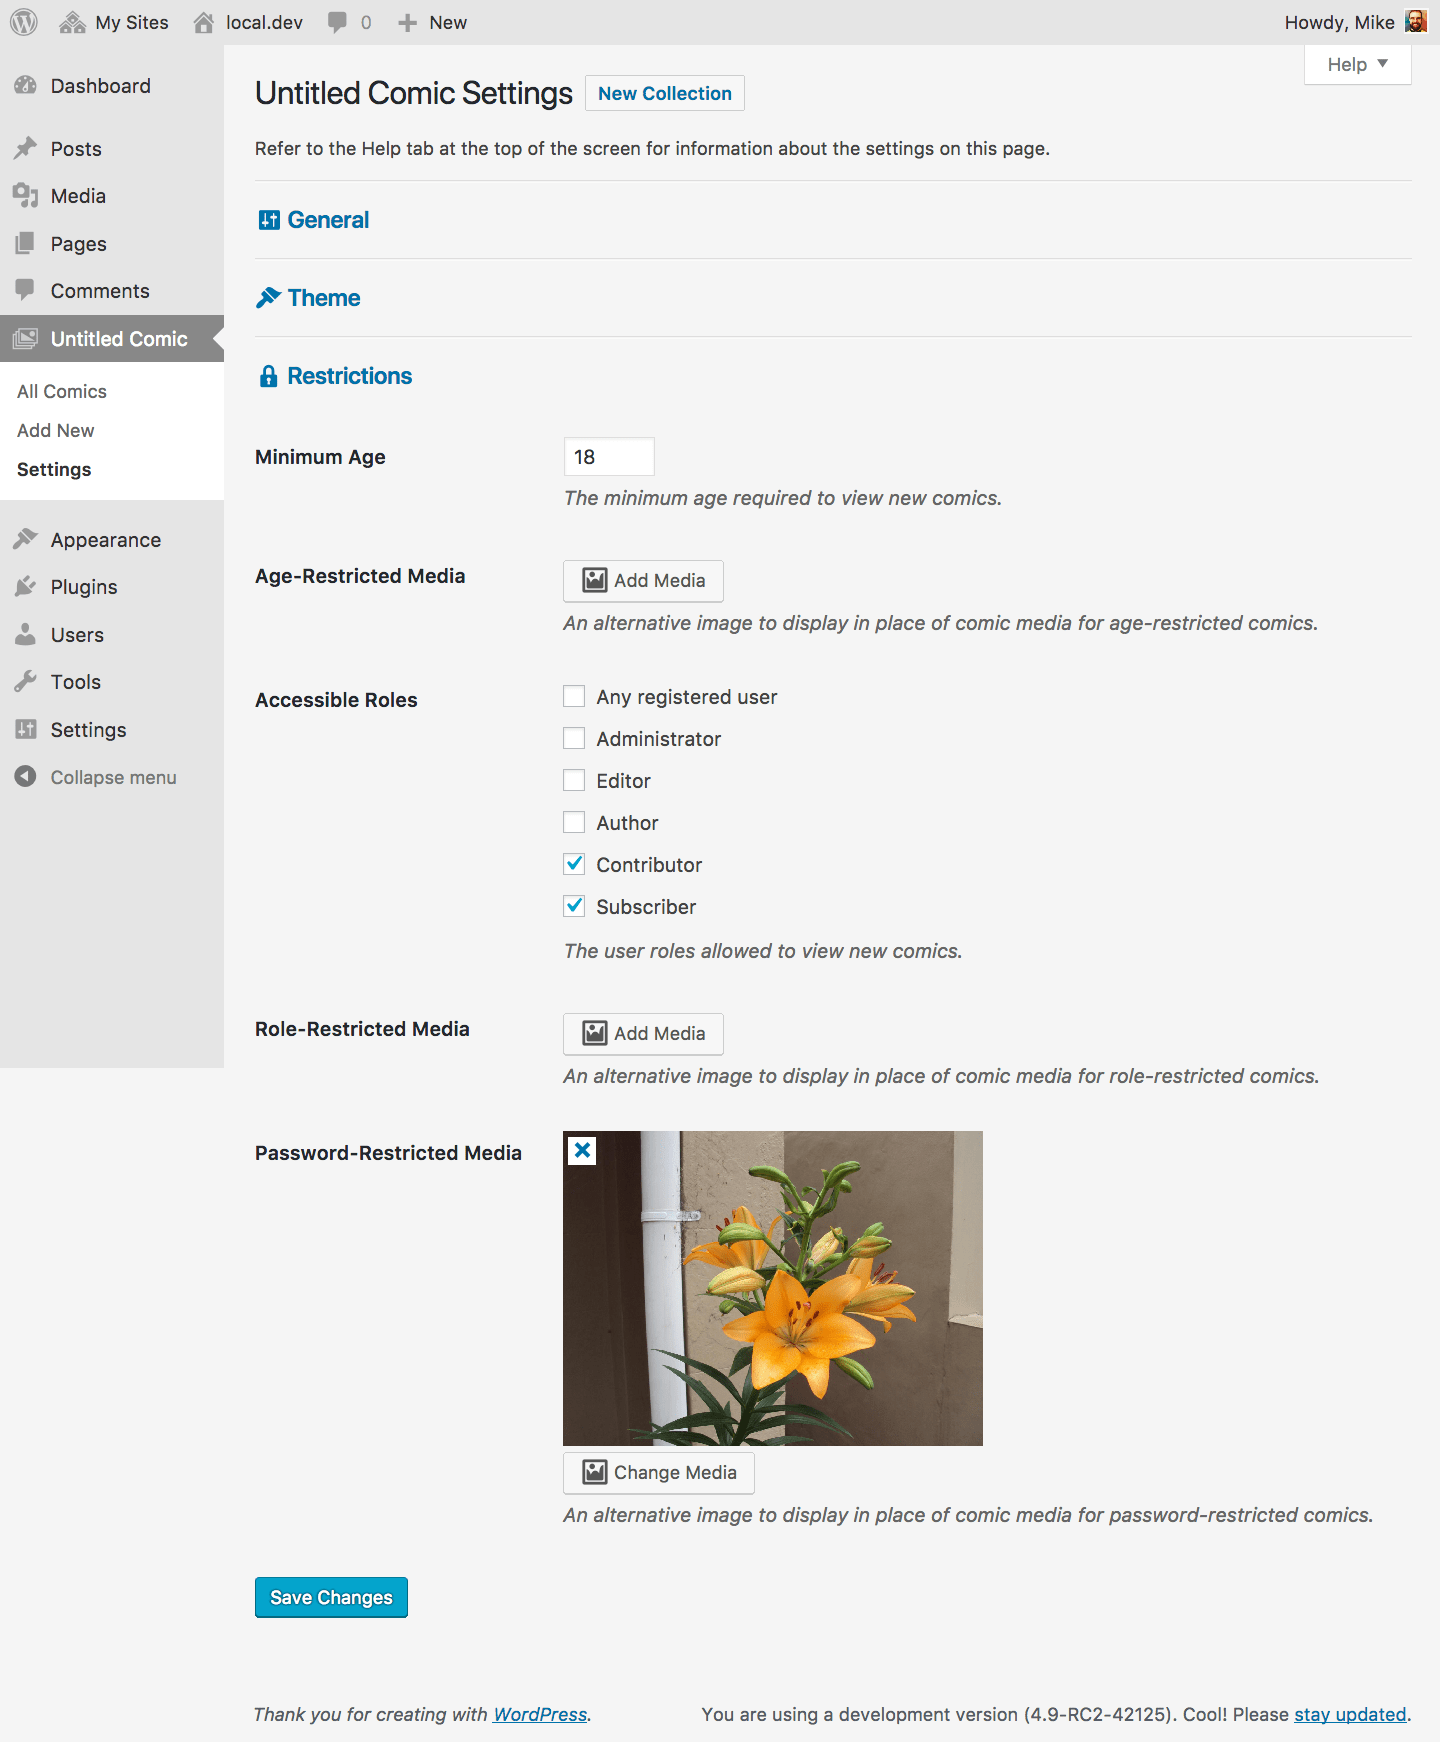 My Sites local.dev 0 New Howdy, Mike
Help
Dashboard
Posts
Media
Pages
Comments
Untitled Comic
All Comics
Add New
Settings
Appearance
Plugins
Users
Tools
Settings
Collapse menu
Untitled Comic Settings New Collection
Refer to the Help tab at the top of the screen for information about the settings on this page.
General
Theme
Restrictions
Minimum Age 18
The minimum age required to view new comics.
Age-Restricted Media Add Media
An alternative image to display in place of comic media for age-restricted comics.
Accessible Roles Any registered user
Administrator
Editor
Author
Contributor
Subscriber
The user roles allowed to view new comics.
Role-Restricted Media Add Media
An alternative image to display in place of comic media for role-restricted comics.
Password-Restricted Media
Change Media
An alternative image to display in place of comic media for password-restricted comics.
Save Changes
Thank you for creating with WordPress. You are using a development version (4.9-RC2-42125). Cool! Please stay updated.